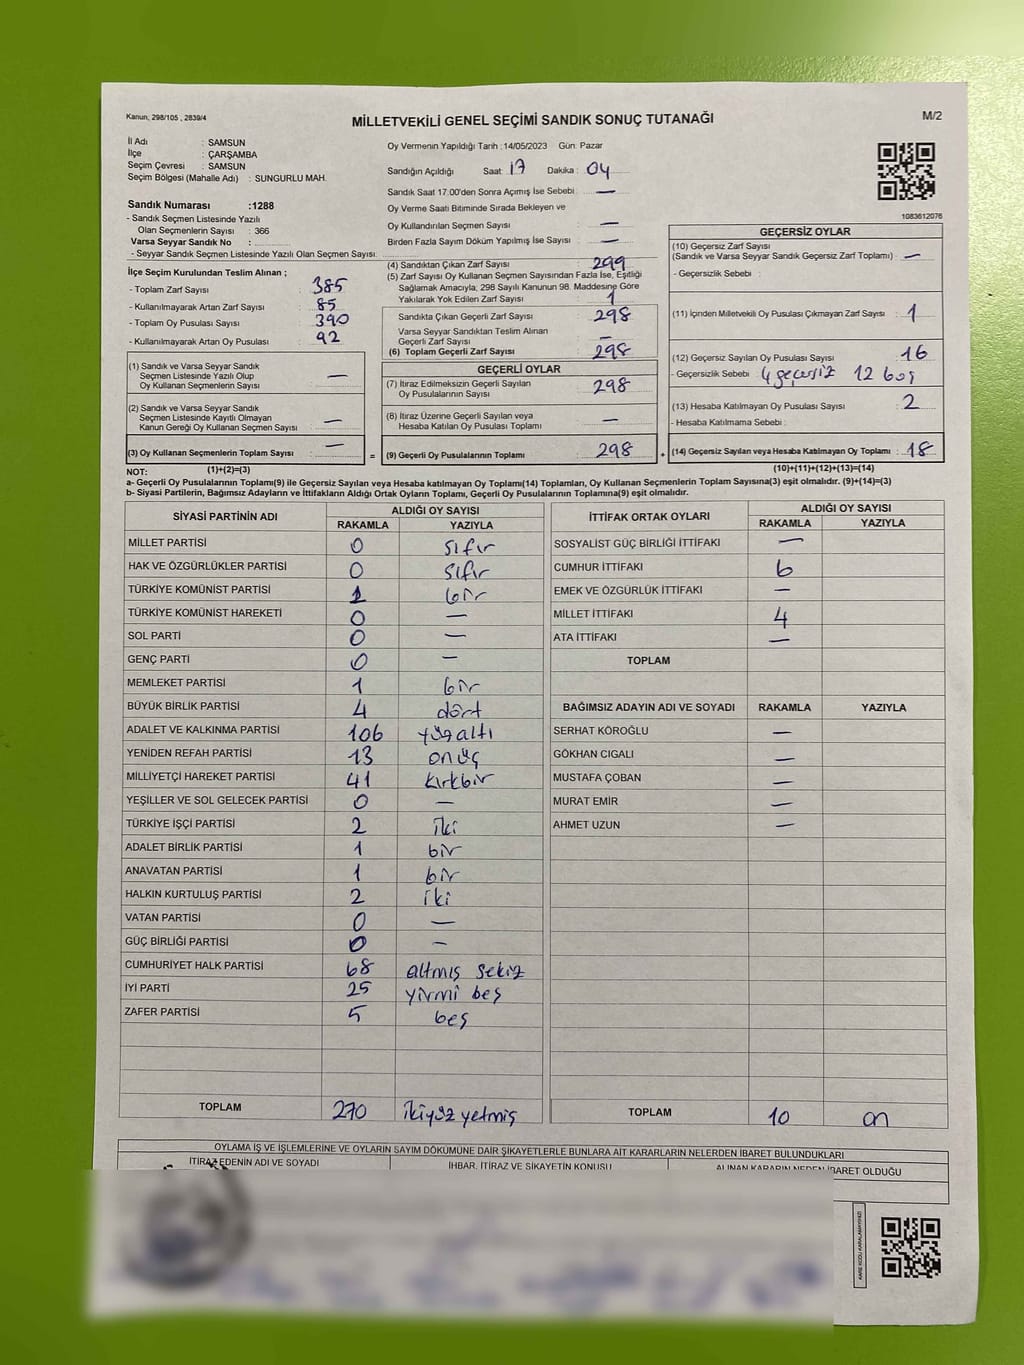 Kanun, 298/105 , 2839/4
MİLLETVEKİLİ GENEL SEÇİMİ SANDIK SONUÇ TUTANAĞI
M/2
İl Adı : SAMSUN
İlçe : ÇARŞAMBA
Seçim Çevresi : SAMSUN
Seçim Bölgesi (Mahalle Adı) : SUNGURLU MAH.
Sandık Numarası :1288
- Sandık Seçmen Listesinde Yazılı
Olan Seçmenlerin Sayısı : 366
Varsa Seyyar Sandık No :
- Seyyar Sandık Seçmen Listesinde Yazılı Olan Seçmen Sayısı:
İlçe Seçim Kurulundan Teslim Alınan ;
- Toplam Zarf Sayısı : 385
- Kullanılmayarak Artan Zarf Sayısı : 85
- Toplam Oy Pusulası Sayısı : 390
- Kullanılmayarak Artan Oy Pusulası : 92
(1) Sandık ve Varsa Seyyar Sandık
Seçmen Listesinde Yazılı Olup
Oy Kullanan Seçmenlerin Sayısı : —
(2) Sandık ve Varsa Seyyar Sandık
Seçmen Listesine Kayıtlı Olmayan
Kanun Gereği Oy Kullanan Seçmen Sayısı : —
(3) Oy Kullanan Seçmenlerin Toplam Sayısı : —
Oy Vermenin Yapıldığı Tarih :14/05/2023 Gün: Pazar
Sandığın Açıldığı Saat : 17 Dakika : 04
Sandık Saat 17:00'den Sonra Açımış İse Sebebi : —
Oy Verme Saati Bitiminde Sırada Bekleyen ve
Oy Kullandırılan Seçmen Sayısı : —
Birden Fazla Sayım Döküm Yapılmış İse Sayısı : —
(4) Sandıktan Çıkan Zarf Sayısı : 299
(5) Zarf Sayısı Oy Kullanan Seçmen Sayısından Fazla İse, Eşitliği
Sağlamak Amacıyla, 298 Sayılı Kanunun 98. Maddesine Göre
Yakılarak Yok Edilen Zarf Sayısı : 1
Sandıkta Çıkan Geçerli Zarf Sayısı : 298
Varsa Seyyar Sandıktan Teslim Alınan
Geçerli Zarf Sayısı : —
(6) Toplam Geçerli Zarf Sayısı : 298
GEÇERLİ OYLAR
(7) İtiraz Edilmeksizin Geçerli Sayılan
Oy Pusulalarının Sayısı : 298
(8) İtiraz Üzerine Geçerli Sayılan veya
Hesaba Katılan Oy Pusulası Toplamı : —
= (9) Geçerli Oy Pusulalarının Toplamı : 298
1083612076
GEÇERSİZ OYLAR
(10) Geçersiz Zarf Sayısı
(Sandık ve Varsa Seyyar Sandık Geçersiz Zarf Toplamı) : —
- Geçersizlik Sebebi :
(11) İçinden Milletvekili Oy Pusulası Çıkmayan Zarf Sayısı : 1
(12) Geçersiz Sayılan Oy Pusulası Sayısı : 16
- Geçersizlik Sebebi : 4 geçersiz 12 boş
(13) Hesaba Katılmayan Oy Pusulası Sayısı : 2
- Hesaba Katılmama Sebebi :
+ (14) Geçersiz Sayılan veya Hesaba Katılmayan Oy Toplamı : 18
NOT: (1)+(2)=(3) (10)+(11)+(12)+(13)=(14)
a- Geçerli Oy Pusulalarının Toplamı(9) ile Geçersiz Sayılan veya Hesaba katılmayan Oy Toplamı(14) Toplamları, Oy Kullanan Seçmenlerin Toplam Sayısına(3) eşit olmalıdır. (9)+(14)=(3)
b- Siyasi Partilerin, Bağımsız Adayların ve İttifakların Aldığı Ortak Oyların Toplamı, Geçerli Oy Pusulalarının Toplamına(9) eşit olmalıdır.
SİYASİ PARTİNİN ADI ALDIĞI OY SAYISI
RAKAMLA YAZIYLA
MİLLET PARTİSİ 0 sıfır
HAK VE ÖZGÜRLÜKLER PARTİSİ 0 sıfır
TÜRKİYE KOMÜNİST PARTİSİ 1 bir
TÜRKİYE KOMÜNİST HAREKETİ 0 —
SOL PARTİ 0 —
GENÇ PARTİ 0 —
MEMLEKET PARTİSİ 1 bir
BÜYÜK BİRLİK PARTİSİ 4 dört
ADALET VE KALKINMA PARTİSİ 106 yüzaltı
YENİDEN REFAH PARTİSİ 13 onüç
MİLLİYETÇİ HAREKET PARTİSİ 41 kırkbir
YEŞİLLER VE SOL GELECEK PARTİSİ 0 —
TÜRKİYE İŞÇİ PARTİSİ 2 iki
ADALET BİRLİK PARTİSİ 1 bir
ANAVATAN PARTİSİ 1 bir
HALKIN KURTULUŞ PARTİSİ 2 iki
VATAN PARTİSİ 0 —
GÜÇ BİRLİĞİ PARTİSİ 0 —
CUMHURİYET HALK PARTİSİ 68 altmış sekiz
İYİ PARTİ 25 yirmi beş
ZAFER PARTİSİ 5 beş
TOPLAM 270 ikiyüz yetmiş
İTTİFAK ORTAK OYLARI ALDIĞI OY SAYISI
RAKAMLA YAZIYLA
SOSYALİST GÜÇ BİRLİĞİ İTTİFAKI —
CUMHUR İTTİFAKI 6
EMEK VE ÖZGÜRLÜK İTTİFAKI —
MİLLET İTTİFAKI 4
ATA İTTİFAKI —
TOPLAM
BAĞIMSIZ ADAYIN ADI VE SOYADI RAKAMLA YAZIYLA
SERHAT KÖROĞLU —
GÖKHAN CIGALI —
MUSTAFA ÇOBAN —
MURAT EMİR —
AHMET UZUN —
TOPLAM 10 on
OYLAMA İŞ VE İŞLEMLERİNE VE OYLARIN SAYIM DÖKÜMÜNE DAİR ŞİKAYETLERLE BUNLARA AİT KARARLARIN NELERDEN İBARET BULUNDUKLARI
İTİRAZ EDENİN ADI VE SOYADI İHBAR, İTİRAZ VE ŞİKAYETİN KONUSU ALINAN KARARIN NEDEN İBARET OLDUĞU
KARE KODU KARALAMAYINIZ!